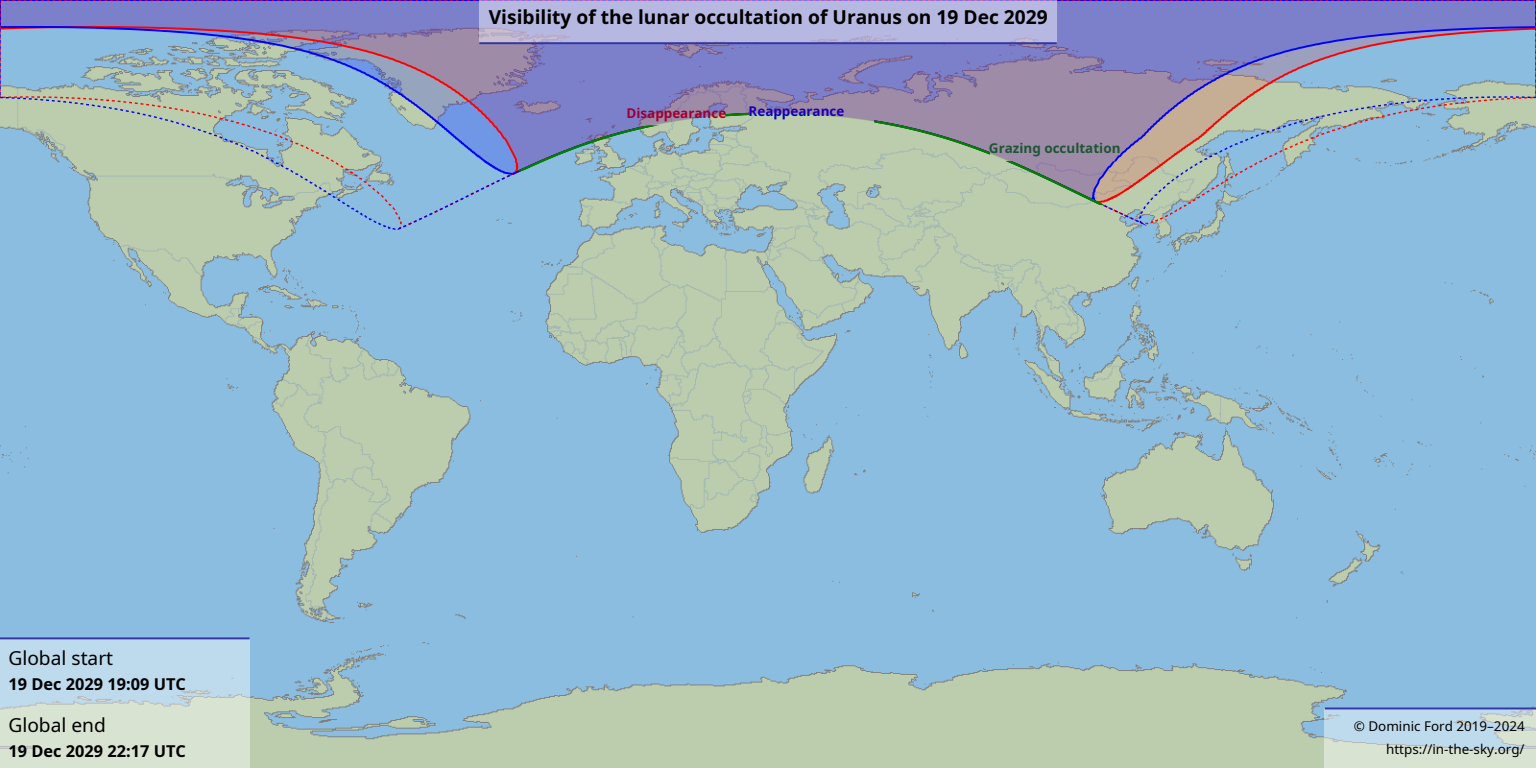 Visibility of the lunar occultation of Uranus on 19 Dec 2029
Disappearance
Reappearance
Grazing occultation
Global start
19 Dec 2029 19:09 UTC
Global end
19 Dec 2029 22:17 UTC
© Dominic Ford 2019–2024
https://in-the-sky.org/